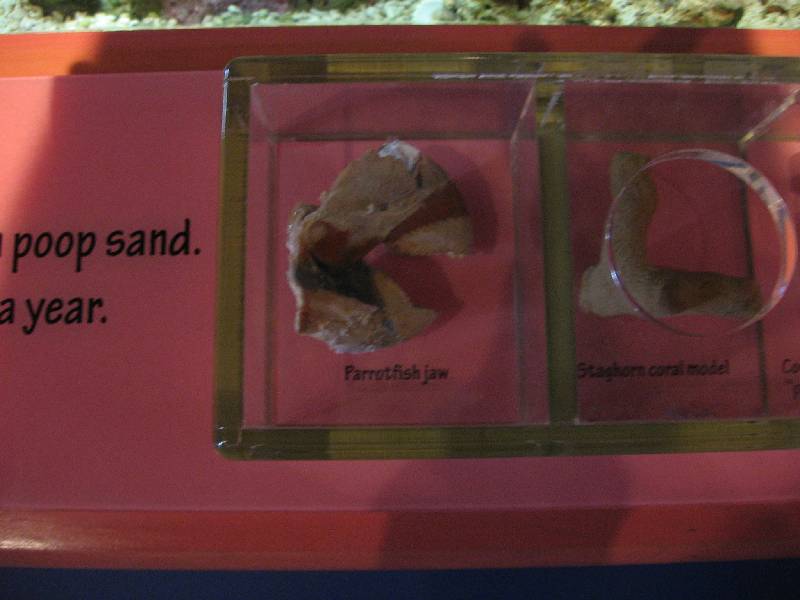 poop sand.
a year.
Parrotfish jaw
Staghorn coral model